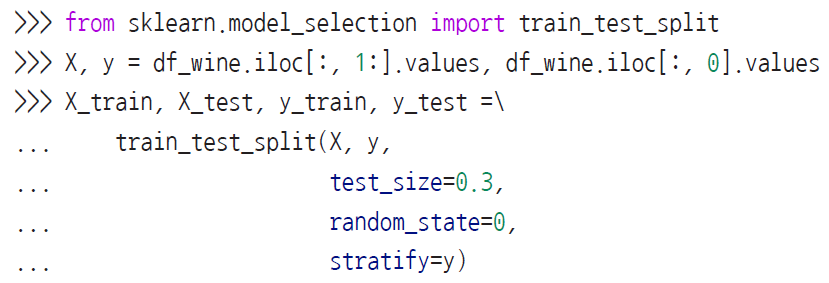 >>> from sklearn.model_selection import train_test_split
>>> X, y = df_wine.iloc[:, 1:].values, df_wine.iloc[:, 0].values
>>> X_train, X_test, y_train, y_test =\
...     train_test_split(X, y,
...                      test_size=0.3,
...                      random_state=0,
...                      stratify=y)